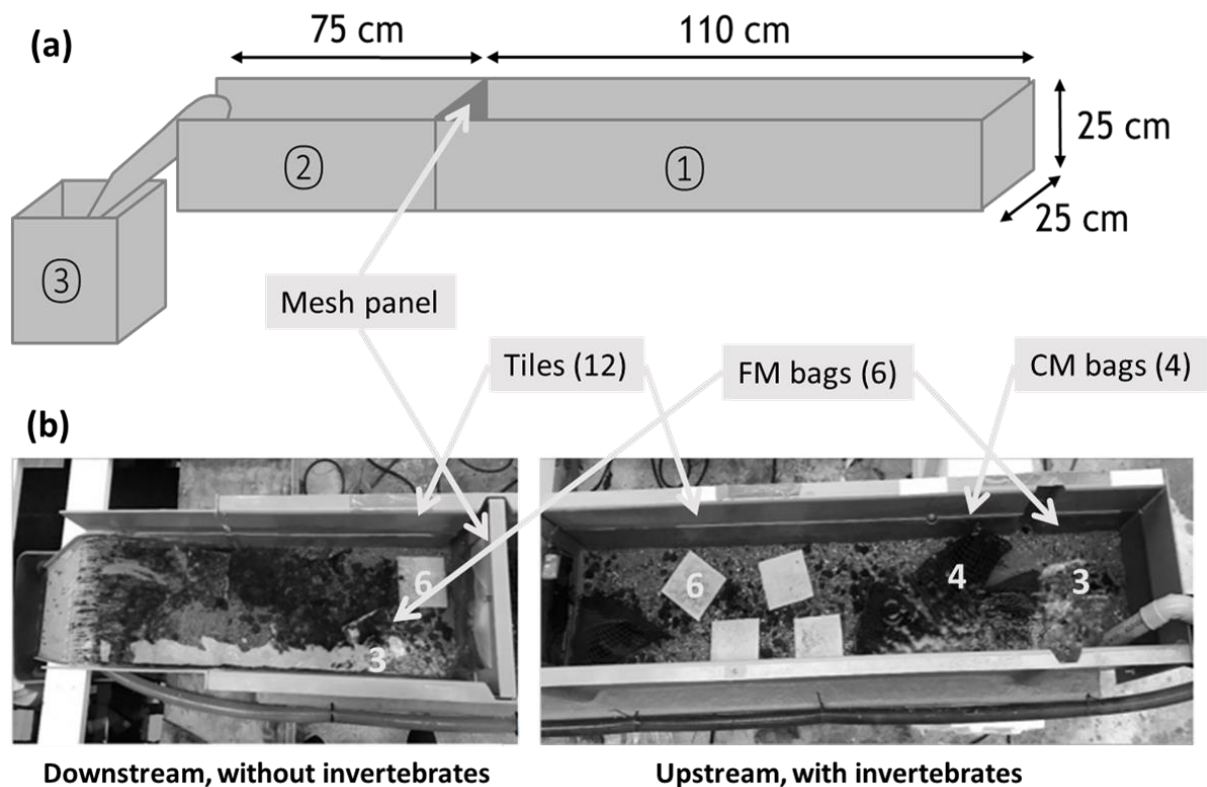 (a)
75 cm
110 cm
25 cm
25 cm
②
①
③
Mesh panel
Tiles (12)
FM bags (6)
CM bags (4)
(b)
6
3
6
4
3
Downstream, without invertebrates
Upstream, with invertebrates